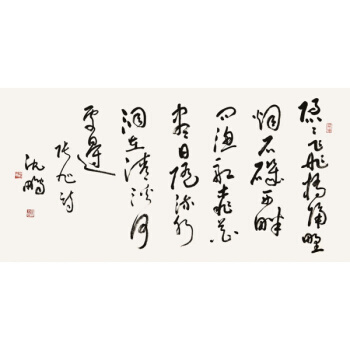 隐々飞桥隔野
烟石矶西畔
问渔船桃花
尽日随流水
洞在清溪何
处边
张旭诗
沈鹏